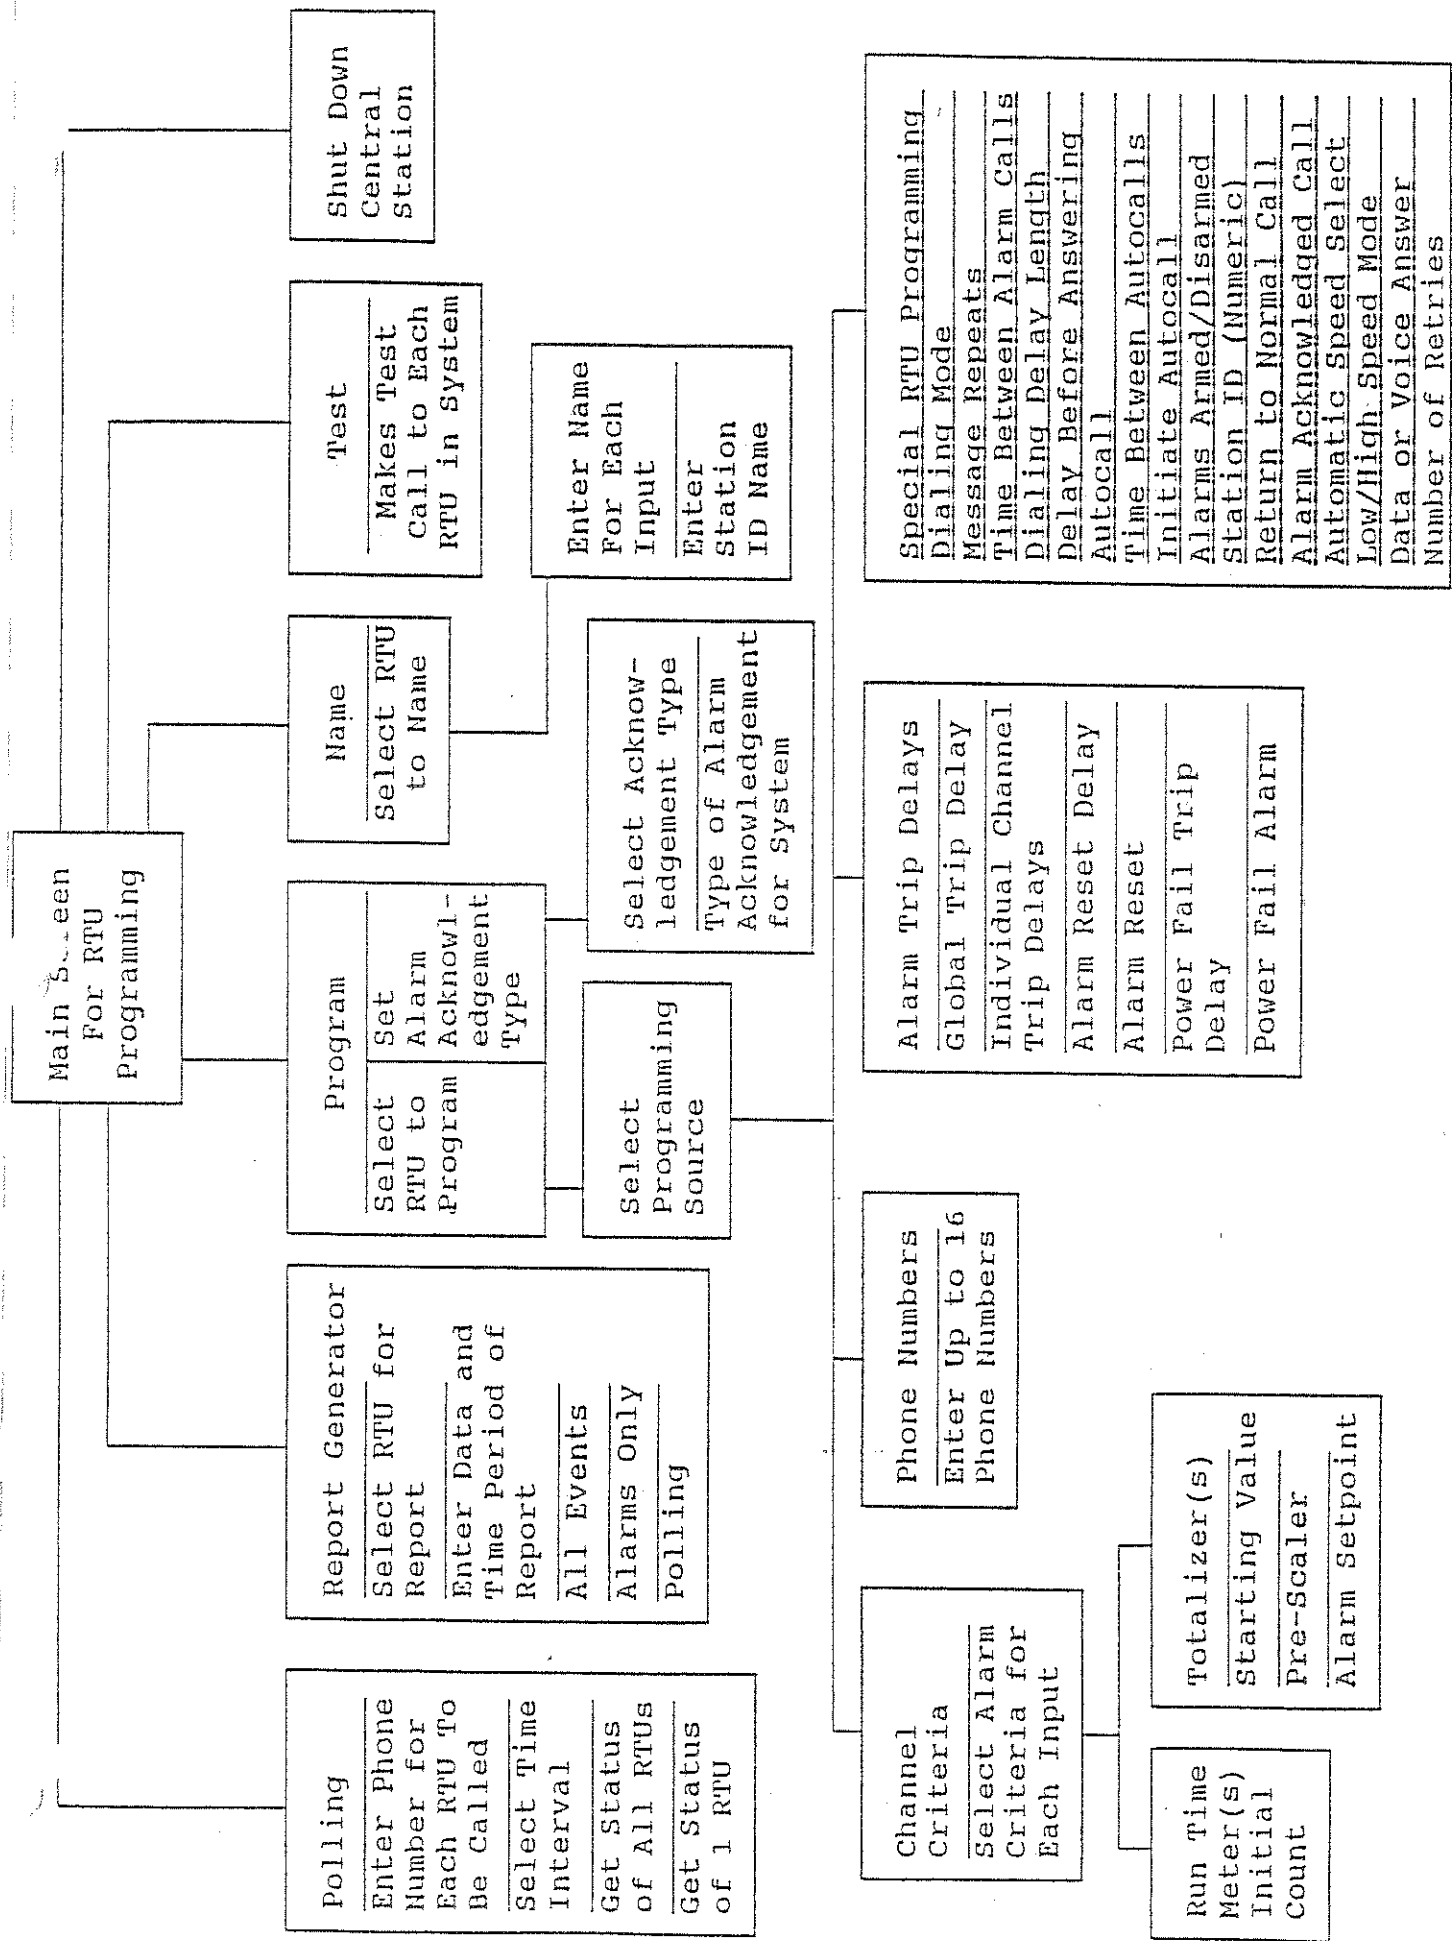 Main
For RTU
Programming
Polling
Enter Phone
Number for
Each RTU To
Be Called
Select Time
Interval
Get Status
of All RTUs
Get Status
of 1 RTU
Report Generator
Select RTU for
Report
Enter Data and
Time Period of
Report
All Events
Alarms Only
Polling
Program
Select
RTU to
Program
Set
Alarm
Acknowl-
edgement
Type
Name
Select RTU
to Name
Test
Makes Test
Call to Each
RTU in System
Shut Down
Central
Station
Select
Programming
Source
Select Acknow-
ledgement Type
Type of Alarm
Acknowledgement
for System
Enter Name
For Each
Input
Enter
Station
ID Name
Channel
Criteria
Select Alarm
Criteria for
Each Input
Phone Numbers
Enter Up to 16
Phone Numbers
Alarm Trip Delays
Global Trip Delay
Individual Channel
Trip Delays
Alarm Reset Delay
Alarm Reset
Power Fail Trip
Delay
Power Fail Alarm
Special RTU Programming
Dialing Mode
Message Repeats
Time Between Alarm Calls
Dialing Delay Length
Delay Before Answering
Autocall
Time Between Autocalls
Initiate Autocall
Alarms Armed/Disarmed
Station ID (Numeric)
Return to Normal Call
Alarm Acknowledged Call
Automatic Speed Select
Low/High Speed Mode
Data or Voice Answer
Number of Retries
Run Time
Meter(s)
Initial
Count
Totalizer(s)
Starting Value
Pre-Scaler
Alarm Setpoint